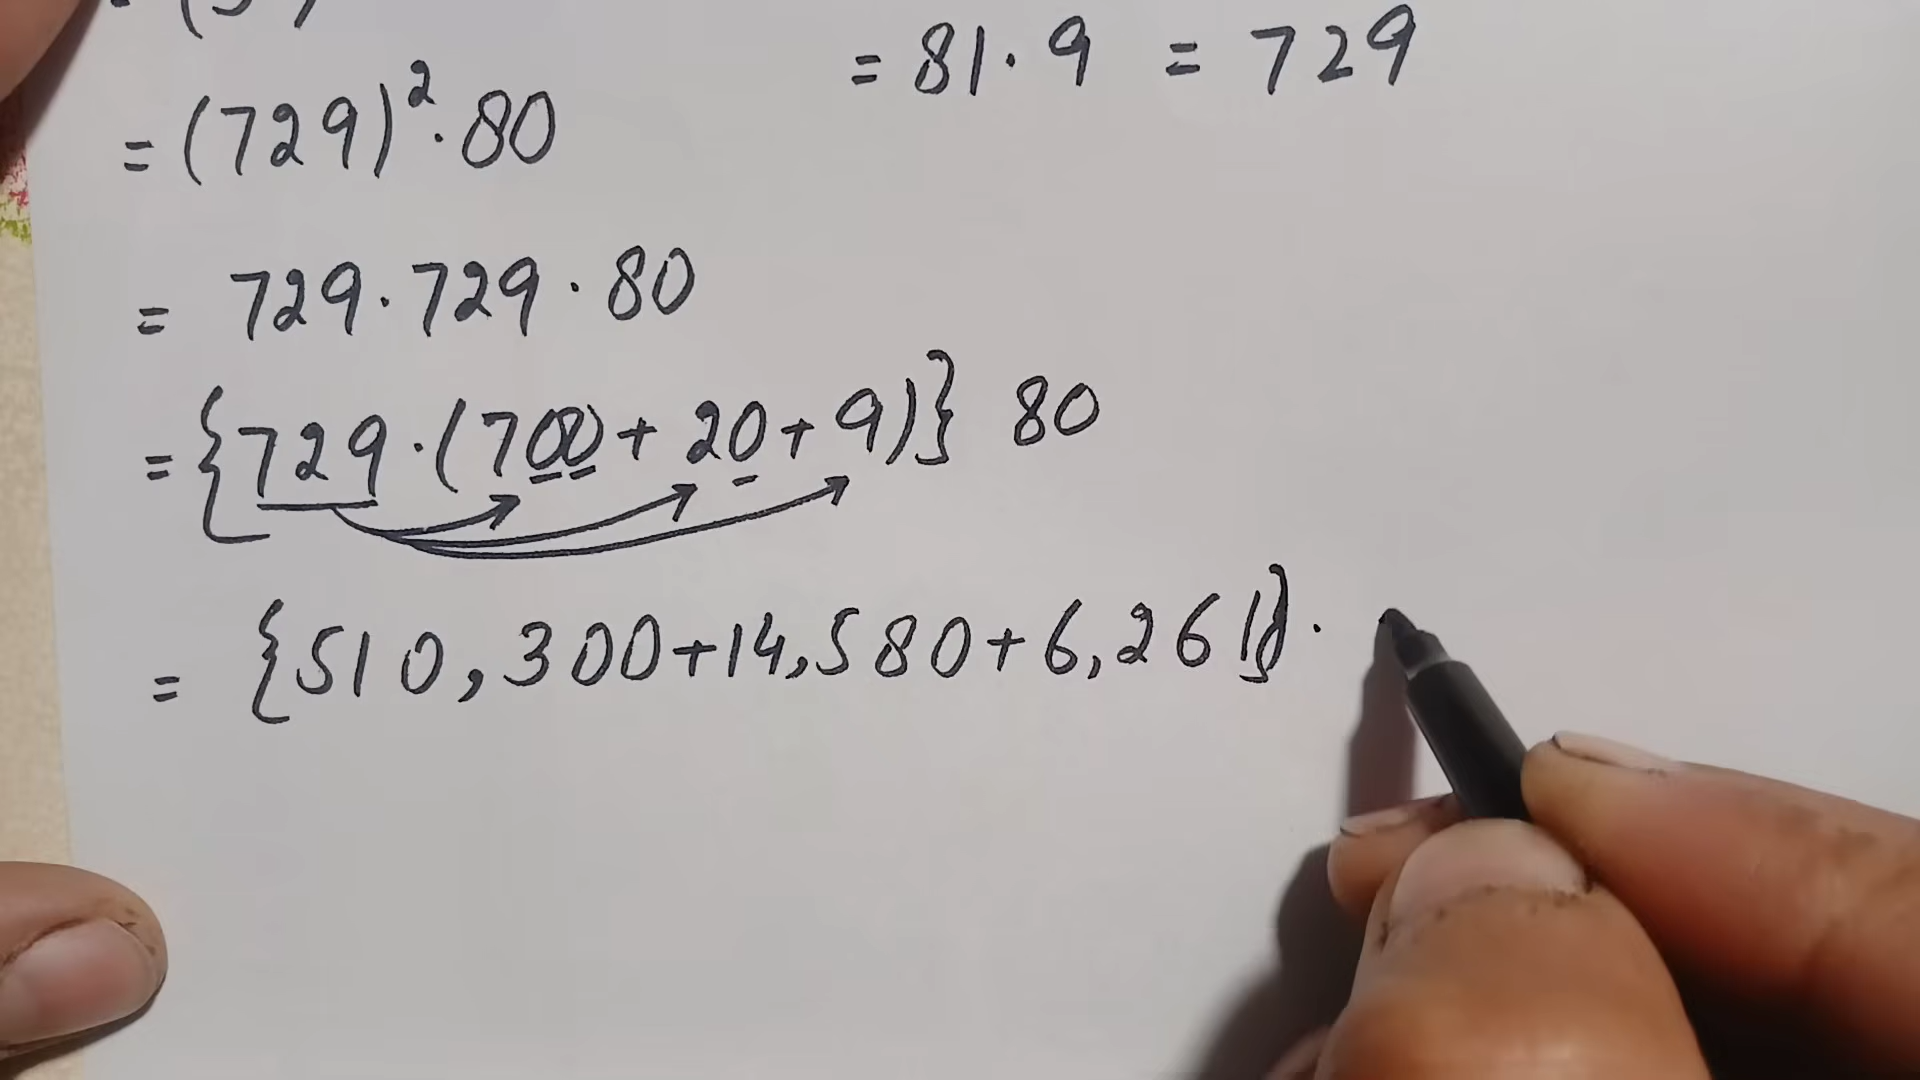 = 81·9 = 729
= (729)²·80
= 729·729·80
= {729·(700+20+9)} 80
= {510,300+14,580+6,261}·